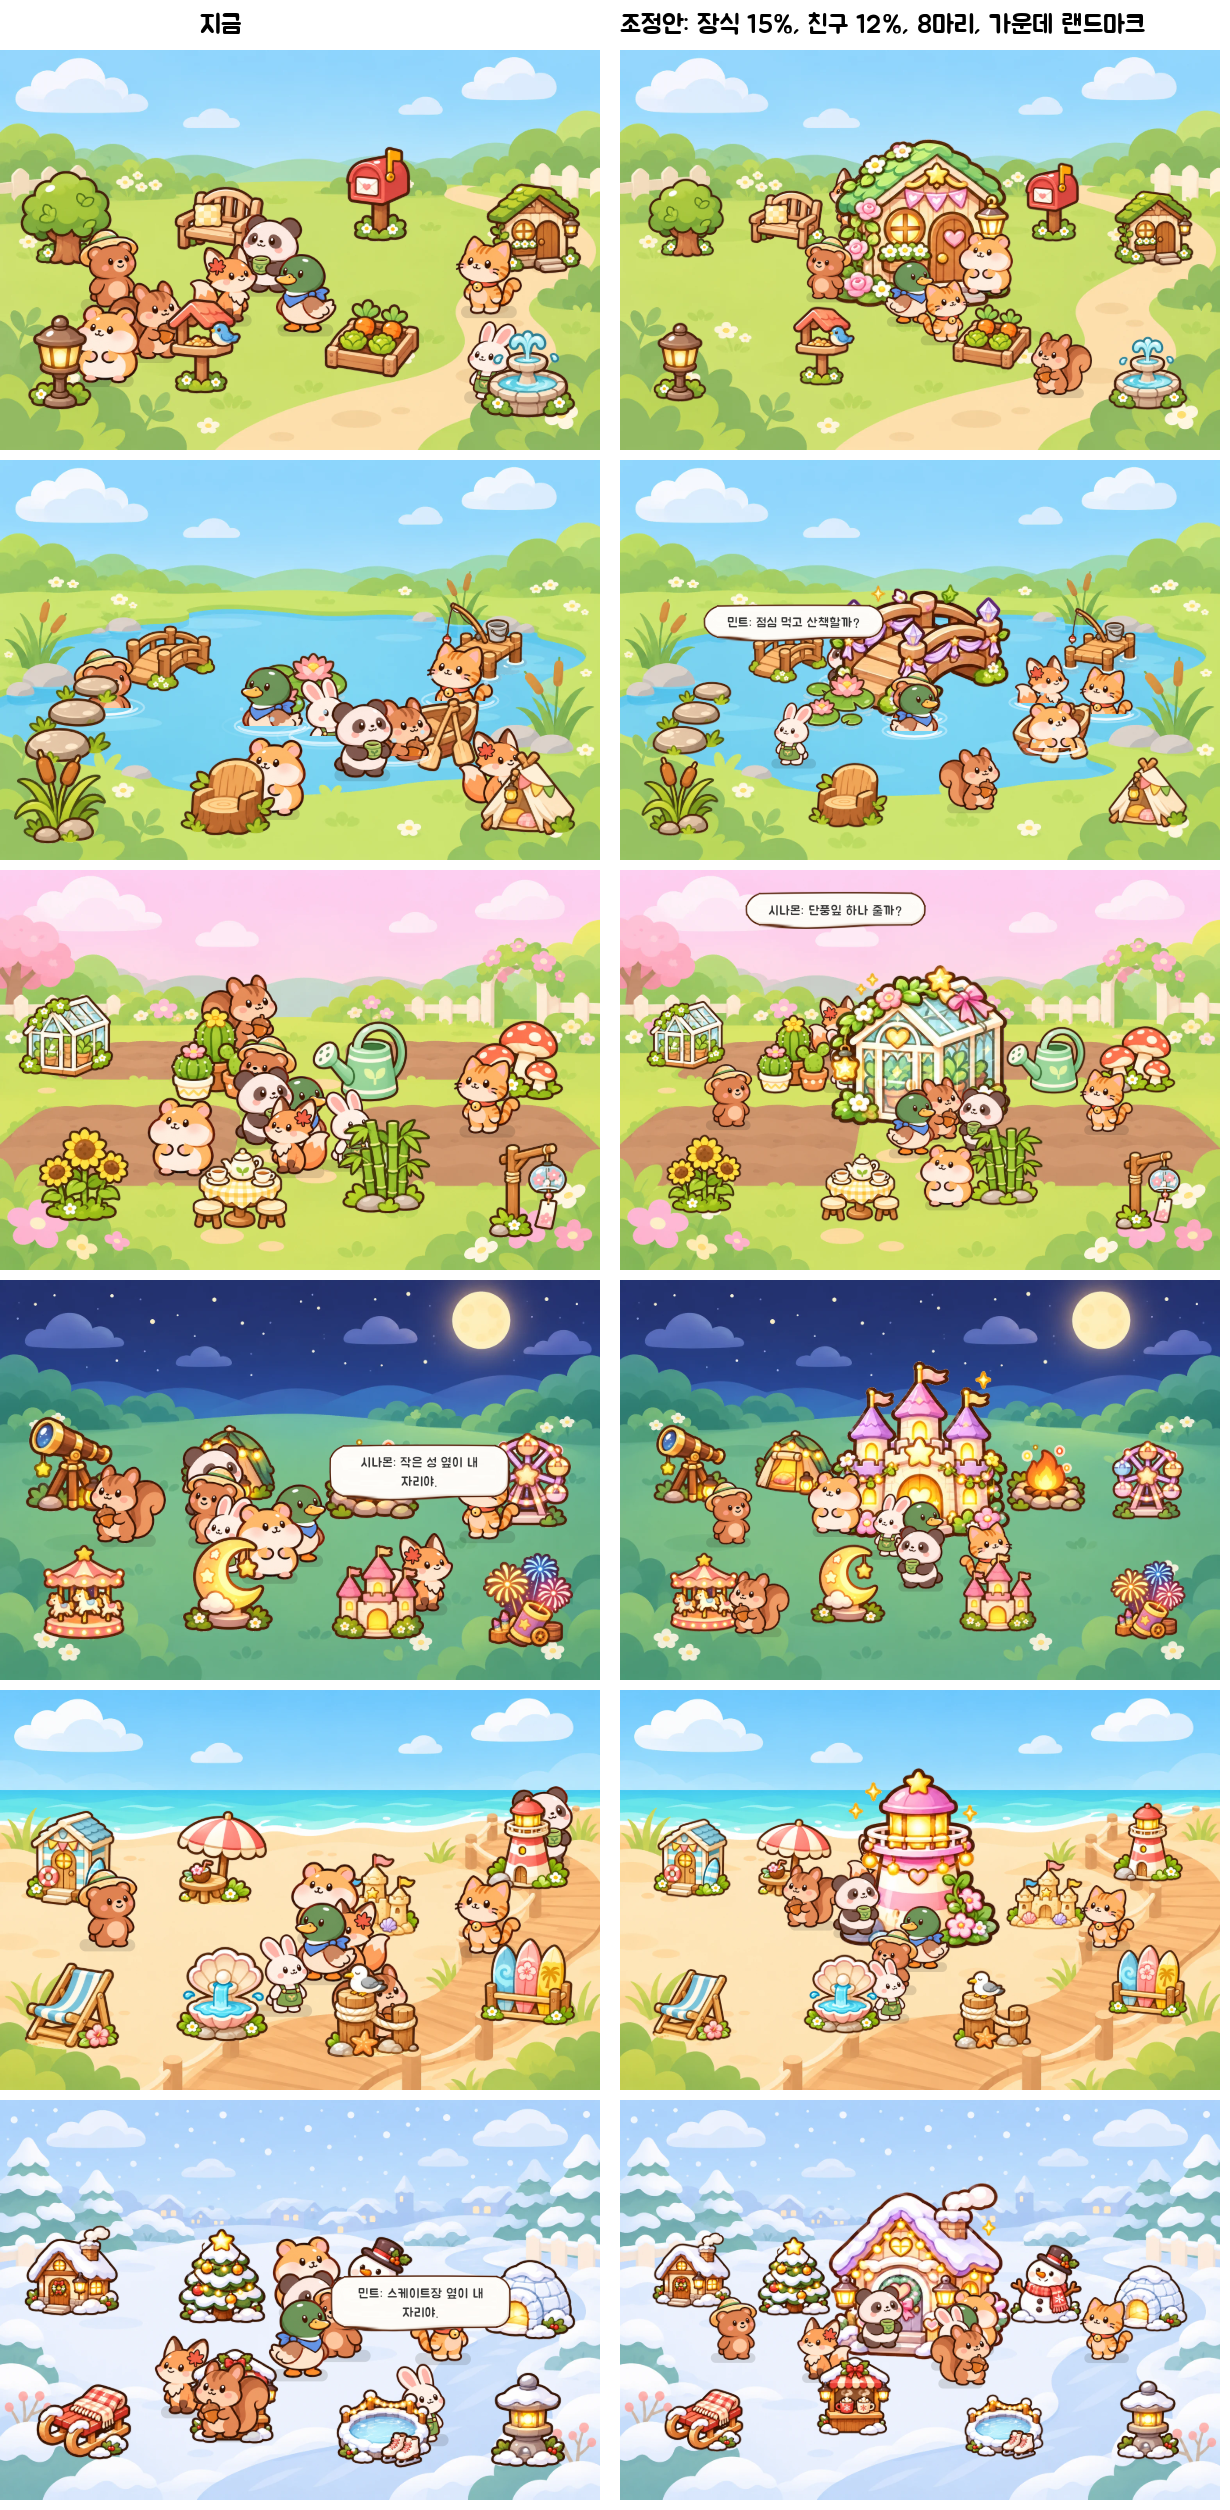 지금
조정안: 장식 15%, 친구 12%, 8마리, 가운데 랜드마크
민트: 점심 먹고 산책할까?
시나몬: 단풍잎 하나 줄까?
시나몬: 작은 성 옆이 내
자리야.
민트: 스케이트장 옆이 내
자리야.